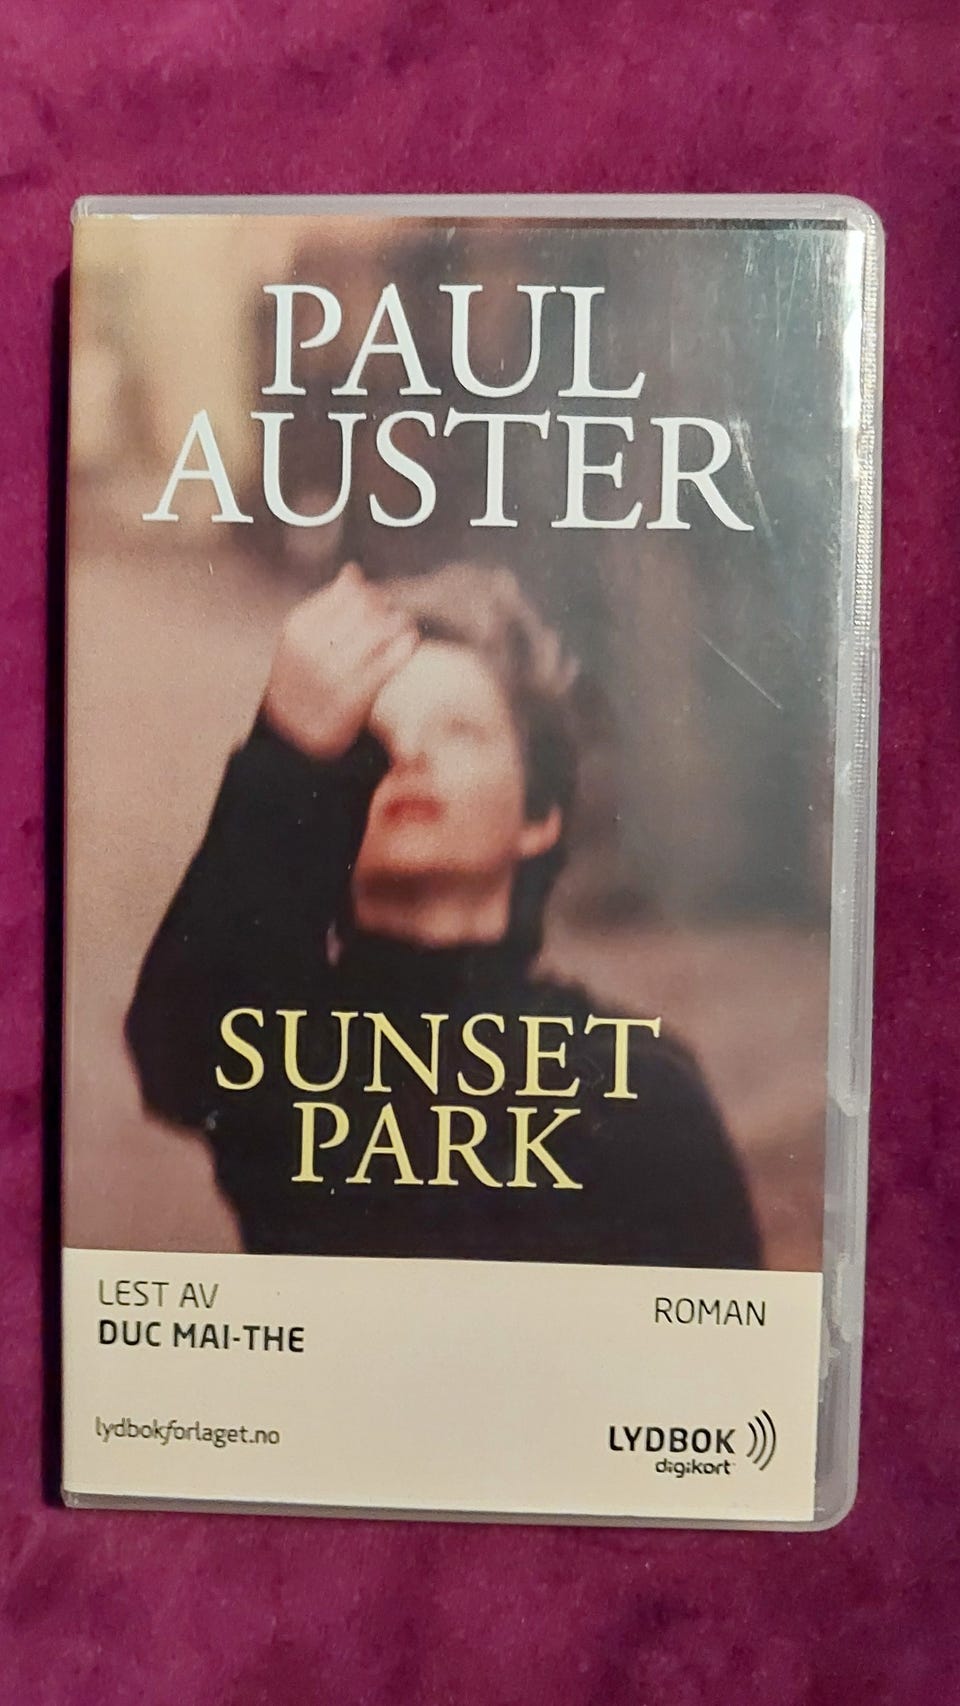 PAUL
AUSTER
SUNSET
PARK
LEST AV
DUC MAI-THE
ROMAN
lydbokforlaget.no
LYDBOK
digikort